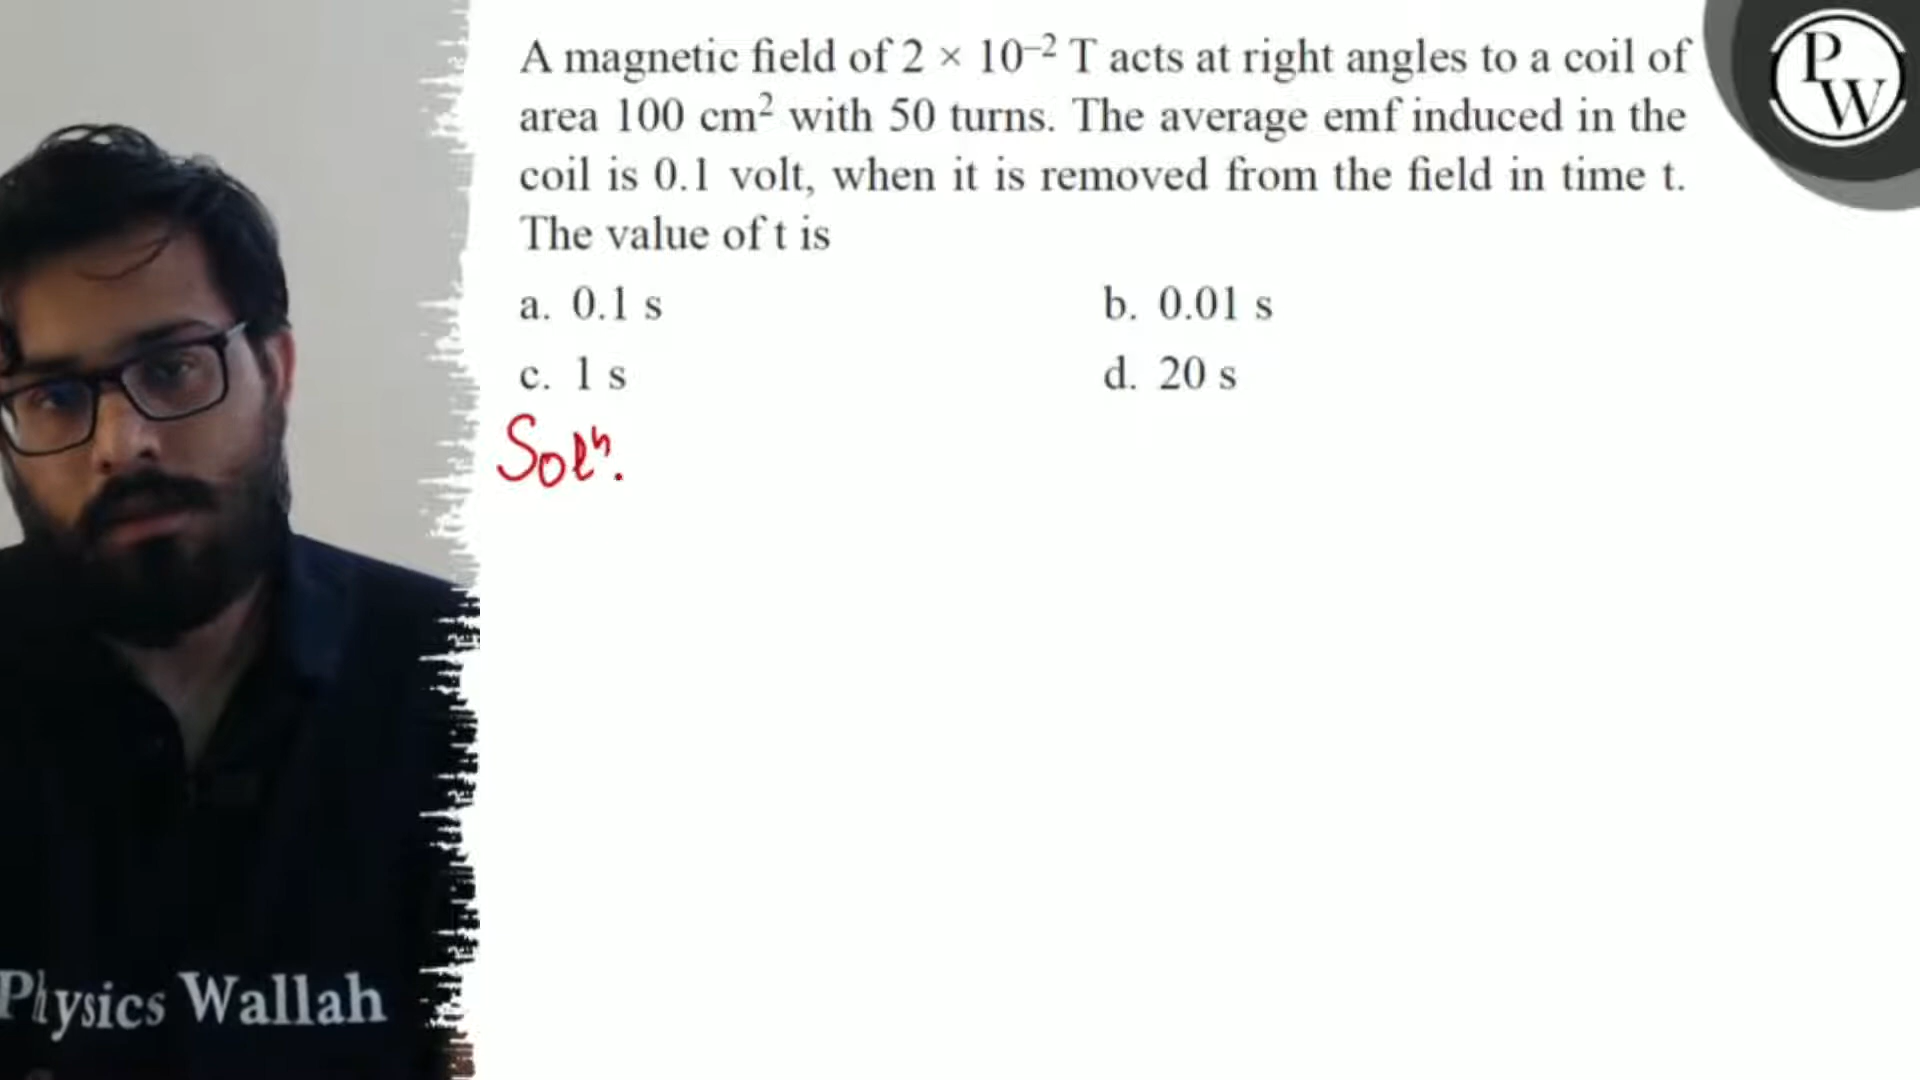 A magnetic field of 2 × 10⁻² T acts at right angles to a coil of
area 100 cm² with 50 turns. The average emf induced in the
coil is 0.1 volt, when it is removed from the field in time t.
The value of t is
a. 0.1 s b. 0.01 s
c. 1 s d. 20 s
Solⁿ.
PW
Physics Wallah